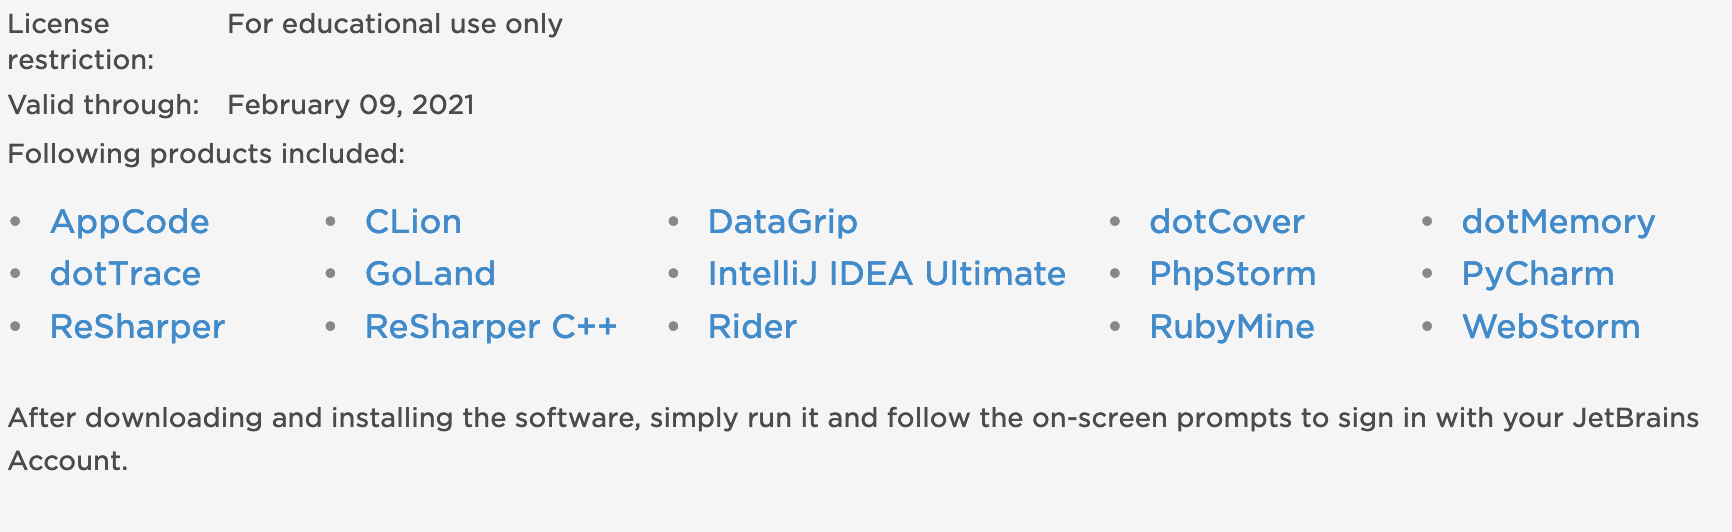 License For educational use only
restriction:
Valid through: February 09, 2021
Following products included:
• AppCode • CLion • DataGrip • dotCover • dotMemory
• dotTrace • GoLand • IntelliJ IDEA Ultimate • PhpStorm • PyCharm
• ReSharper • ReSharper C++ • Rider • RubyMine • WebStorm
After downloading and installing the software, simply run it and follow the on-screen prompts to sign in with your JetBrains
Account.